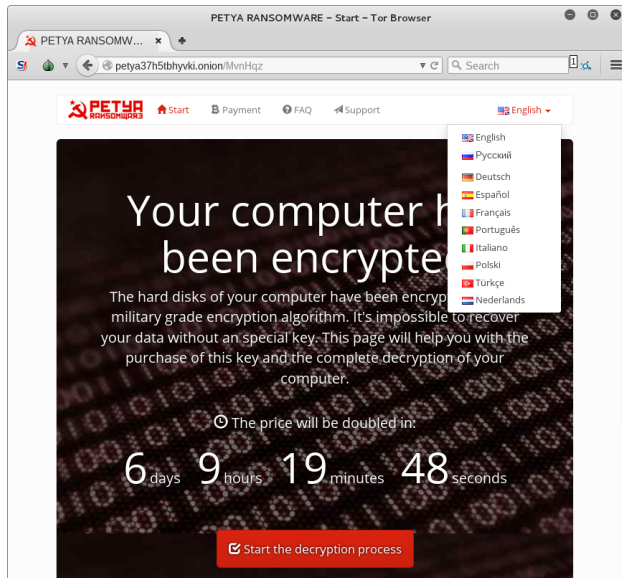 PETYA RANSOMWARE – Start – Tor Browser
PETYA RANSOMW...
petya37h5tbhyvki.onion/MvnHqz
Search
1
PETYA
RANSOMWARE
Start
Payment
FAQ
Support
English
English
Русский
Deutsch
Español
Français
Português
Italiano
Polski
Türkçe
Nederlands
Your computer h
been encrypte
The hard disks of your computer have been encryp
military grade encryption algorithm. It's impossible to recover
your data without an special key. This page will help you with the
purchase of this key and the complete decryption of your
computer.
The price will be doubled in:
6 days 9 hours 19 minutes 48 seconds
Start the decryption process